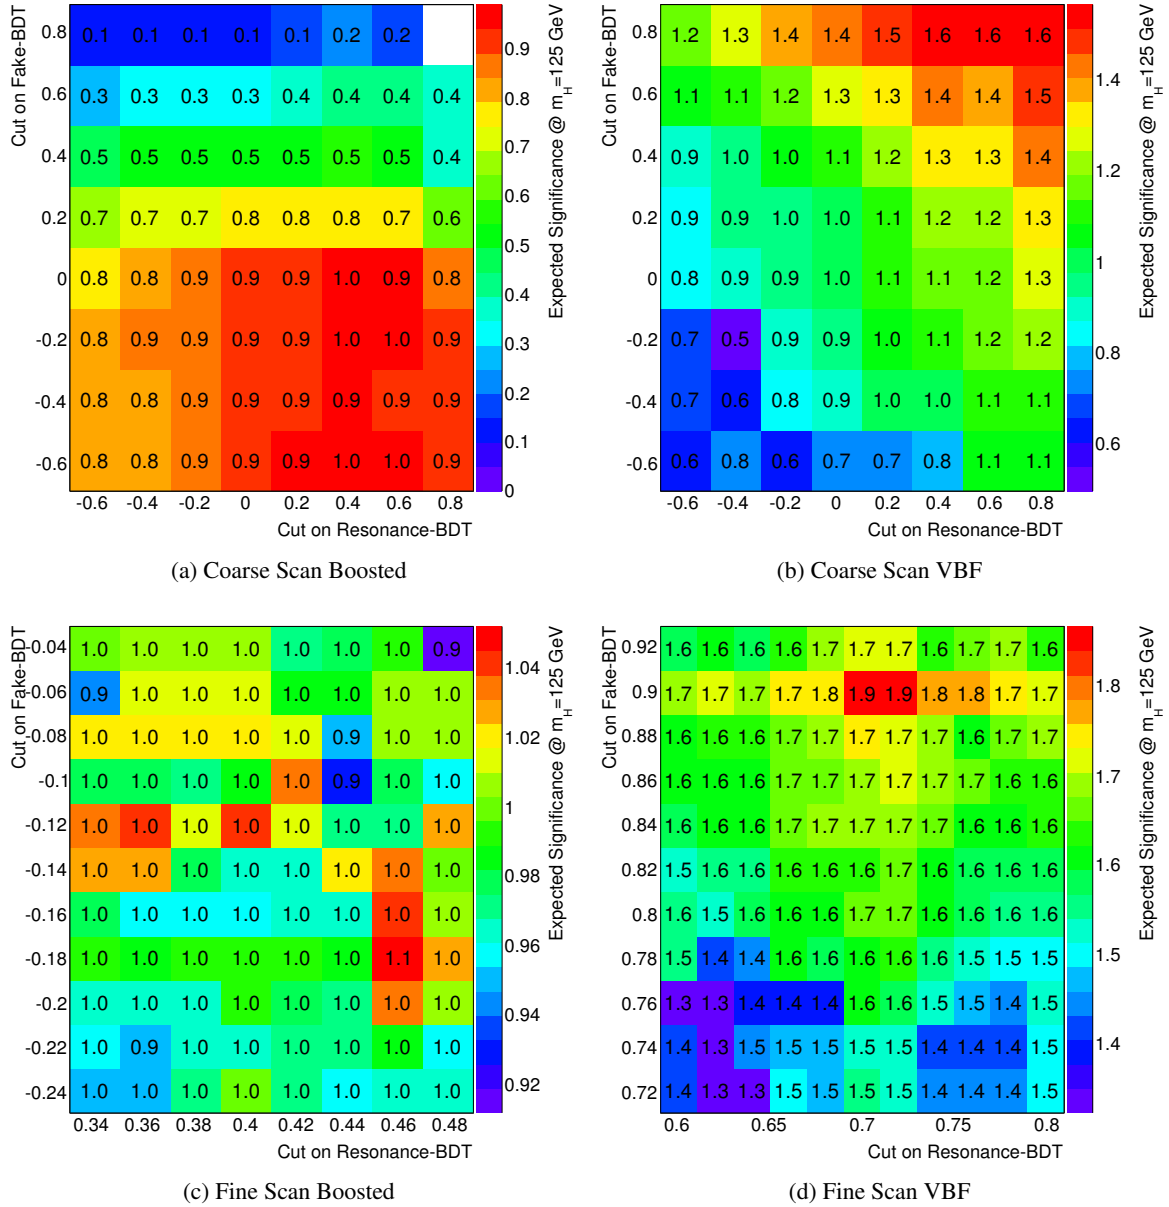 Cut on Fake-BDT
0.8 0.1 0.1 0.1 0.1 0.1 0.2 0.2
0.6 0.3 0.3 0.3 0.3 0.4 0.4 0.4 0.4
0.4 0.5 0.5 0.5 0.5 0.5 0.5 0.5 0.4
0.2 0.7 0.7 0.7 0.8 0.8 0.8 0.7 0.6
0 0.8 0.8 0.9 0.9 0.9 1.0 0.9 0.8
-0.2 0.8 0.9 0.9 0.9 0.9 1.0 1.0 0.9
-0.4 0.8 0.8 0.9 0.9 0.9 0.9 0.9 0.9
-0.6 0.8 0.8 0.9 0.9 0.9 1.0 1.0 0.9
-0.6 -0.4 -0.2 0 0.2 0.4 0.6 0.8
Cut on Resonance-BDT
0.9
0.8
0.7
0.6
0.5
0.4
0.3
0.2
0.1
0
Expected Significance @ m_H=125 GeV
(a) Coarse Scan Boosted
Cut on Fake-BDT
0.8 1.2 1.3 1.4 1.4 1.5 1.6 1.6 1.6
0.6 1.1 1.1 1.2 1.3 1.3 1.4 1.4 1.5
0.4 0.9 1.0 1.0 1.1 1.2 1.3 1.3 1.4
0.2 0.9 0.9 1.0 1.0 1.1 1.2 1.2 1.3
0 0.8 0.9 0.9 1.0 1.1 1.1 1.2 1.3
-0.2 0.7 0.5 0.9 0.9 1.0 1.1 1.2 1.2
-0.4 0.7 0.6 0.8 0.9 1.0 1.0 1.1 1.1
-0.6 0.6 0.8 0.6 0.7 0.7 0.8 1.1 1.1
-0.6 -0.4 -0.2 0 0.2 0.4 0.6 0.8
Cut on Resonance-BDT
1.4
1.2
1
0.8
0.6
Expected Significance @ m_H=125 GeV
(b) Coarse Scan VBF
Cut on Fake-BDT
-0.04 1.0 1.0 1.0 1.0 1.0 1.0 1.0 0.9
-0.06 0.9 1.0 1.0 1.0 1.0 1.0 1.0 1.0
-0.08 1.0 1.0 1.0 1.0 1.0 0.9 1.0 1.0
-0.1 1.0 1.0 1.0 1.0 1.0 0.9 1.0 1.0
-0.12 1.0 1.0 1.0 1.0 1.0 1.0 1.0 1.0
-0.14 1.0 1.0 1.0 1.0 1.0 1.0 1.0 1.0
-0.16 1.0 1.0 1.0 1.0 1.0 1.0 1.0 1.0
-0.18 1.0 1.0 1.0 1.0 1.0 1.0 1.1 1.0
-0.2 1.0 1.0 1.0 1.0 1.0 1.0 1.0 1.0
-0.22 1.0 0.9 1.0 1.0 1.0 1.0 1.0 1.0
-0.24 1.0 1.0 1.0 1.0 1.0 1.0 1.0 1.0
0.34 0.36 0.38 0.4 0.42 0.44 0.46 0.48
Cut on Resonance-BDT
1.04
1.02
1
0.98
0.96
0.94
0.92
Expected Significance @ m_H=125 GeV
(c) Fine Scan Boosted
Cut on Fake-BDT
0.92 1.6 1.6 1.6 1.6 1.7 1.7 1.7 1.6 1.7 1.7 1.6
0.9 1.7 1.7 1.7 1.7 1.8 1.9 1.9 1.8 1.8 1.7 1.7
0.88 1.6 1.6 1.6 1.7 1.7 1.7 1.7 1.7 1.6 1.7 1.7
0.86 1.6 1.6 1.6 1.7 1.7 1.7 1.7 1.7 1.7 1.6 1.6
0.84 1.6 1.6 1.6 1.7 1.7 1.7 1.7 1.7 1.6 1.6 1.6
0.82 1.5 1.6 1.6 1.6 1.6 1.6 1.7 1.6 1.6 1.6 1.6
0.8 1.6 1.5 1.6 1.6 1.6 1.7 1.7 1.6 1.6 1.6 1.6
0.78 1.5 1.4 1.4 1.6 1.6 1.6 1.6 1.5 1.5 1.5 1.5
0.76 1.3 1.3 1.4 1.4 1.4 1.6 1.6 1.5 1.5 1.4 1.5
0.74 1.4 1.3 1.5 1.5 1.5 1.5 1.5 1.4 1.4 1.4 1.5
0.72 1.4 1.3 1.3 1.5 1.5 1.5 1.5 1.4 1.4 1.4 1.5
0.6 0.65 0.7 0.75 0.8
Cut on Resonance-BDT
1.8
1.7
1.6
1.5
1.4
Expected Significance @ m_H=125 GeV
(d) Fine Scan VBF